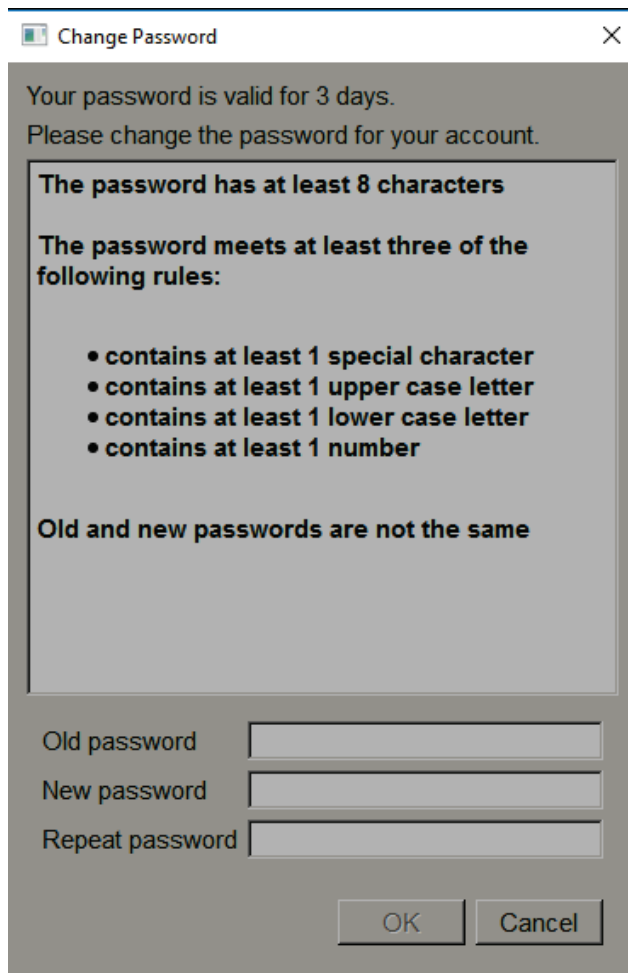 Change Password
Your password is valid for 3 days.
Please change the password for your account.
The password has at least 8 characters
The password meets at least three of the
following rules:
• contains at least 1 special character
• contains at least 1 upper case letter
• contains at least 1 lower case letter
• contains at least 1 number
Old and new passwords are not the same
Old password
New password
Repeat password
OK Cancel